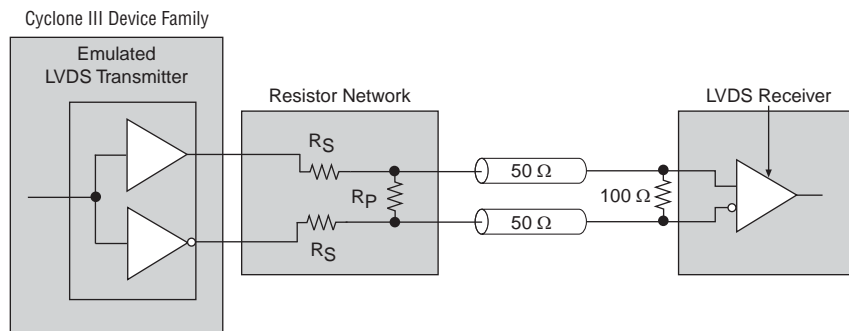 Cyclone III Device Family
Emulated
LVDS Transmitter
Resistor Network
LVDS Receiver
RS
RP
RS
50 Ω
50 Ω
100 Ω